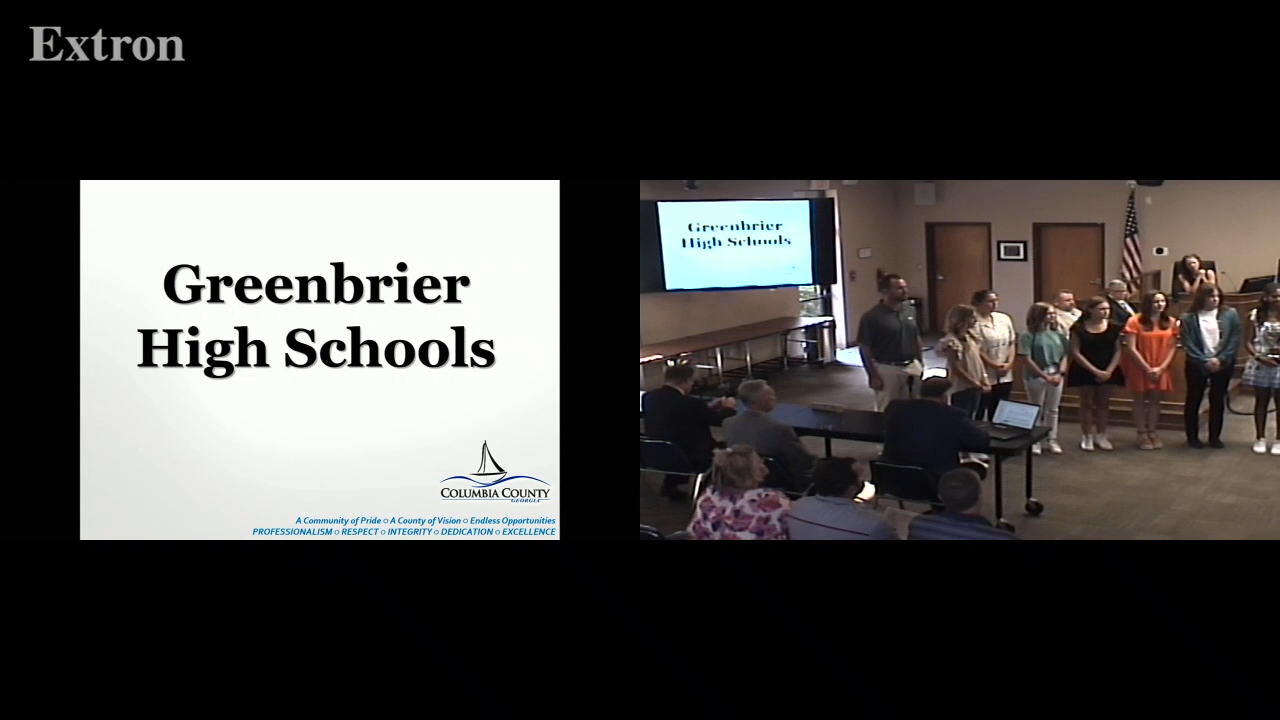 Extron
Greenbrier
High Schools
COLUMBIA COUNTY
GEORGIA
A Community of Pride ○ A County of Vision ○ Endless Opportunities
PROFESSIONALISM ○ RESPECT ○ INTEGRITY ○ DEDICATION ○ EXCELLENCE
Greenbrier
High Schools